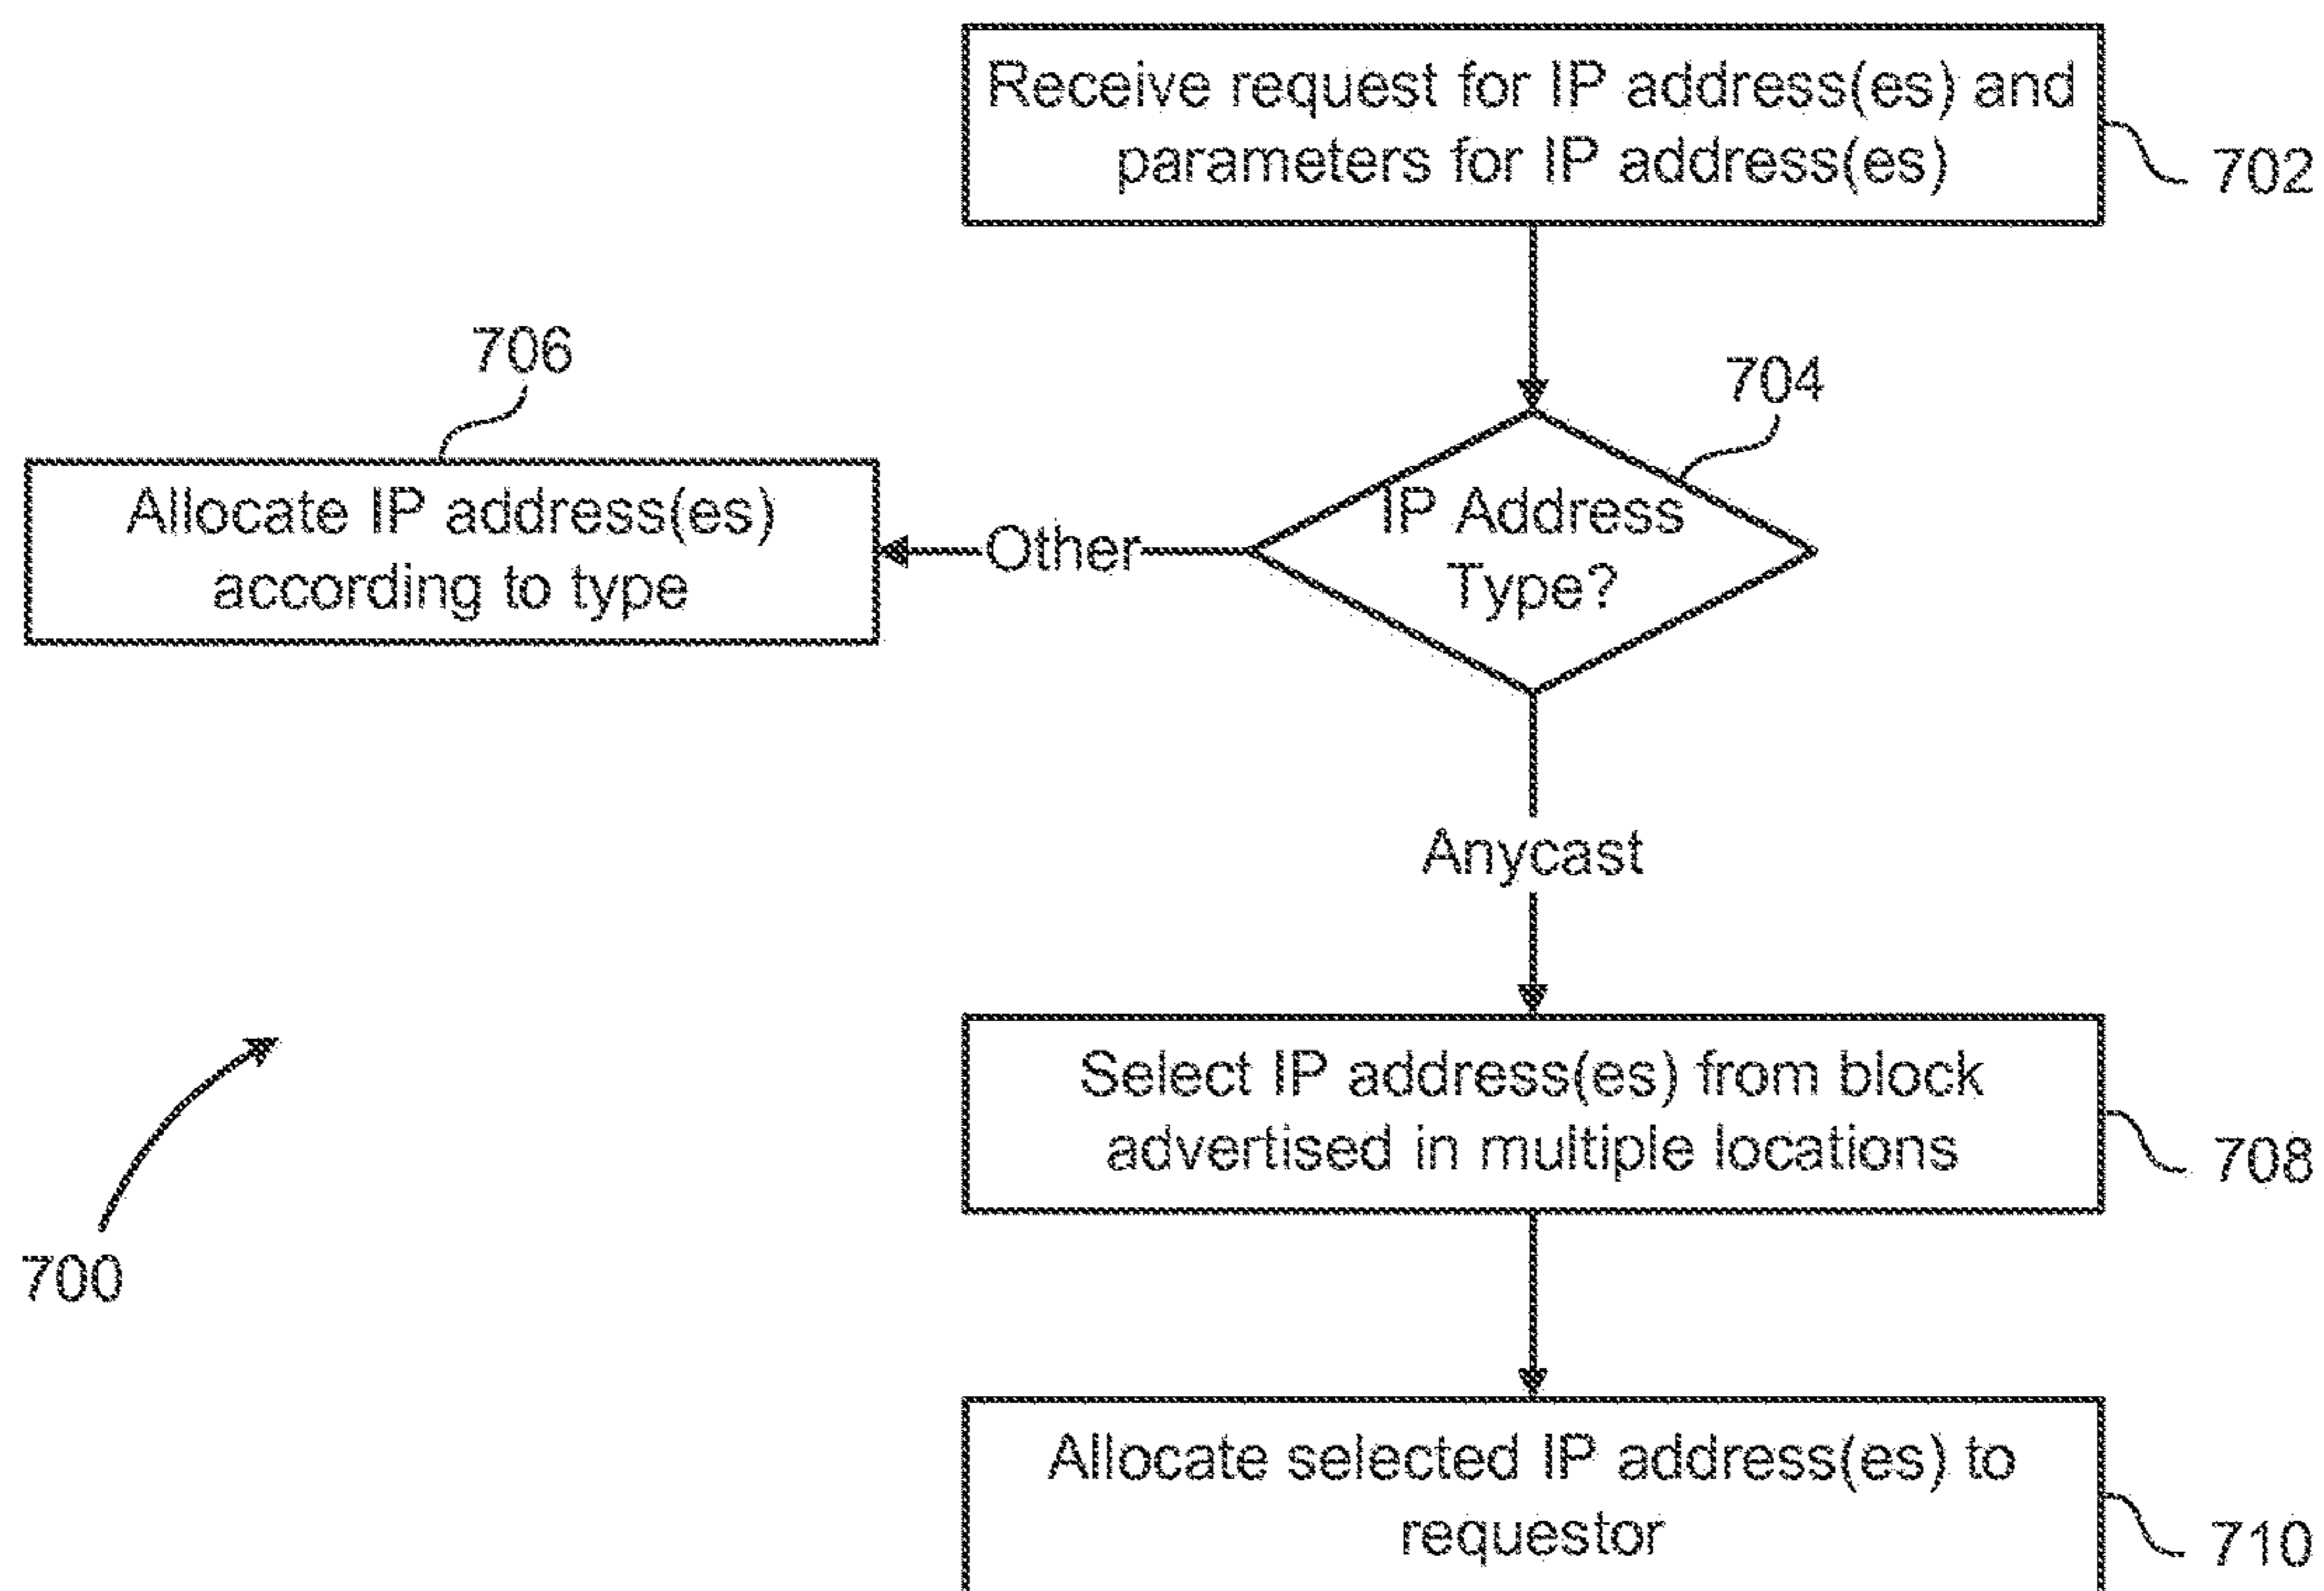 Receive request for IP address(es) and
parameters for IP address(es)
702
706
704
Allocate IP address(es)
according to type
Other
IP Address
Type?
Anycast
Select IP address(es) from block
advertised in multiple locations
708
700
Allocate selected IP address(es) to
requestor
710